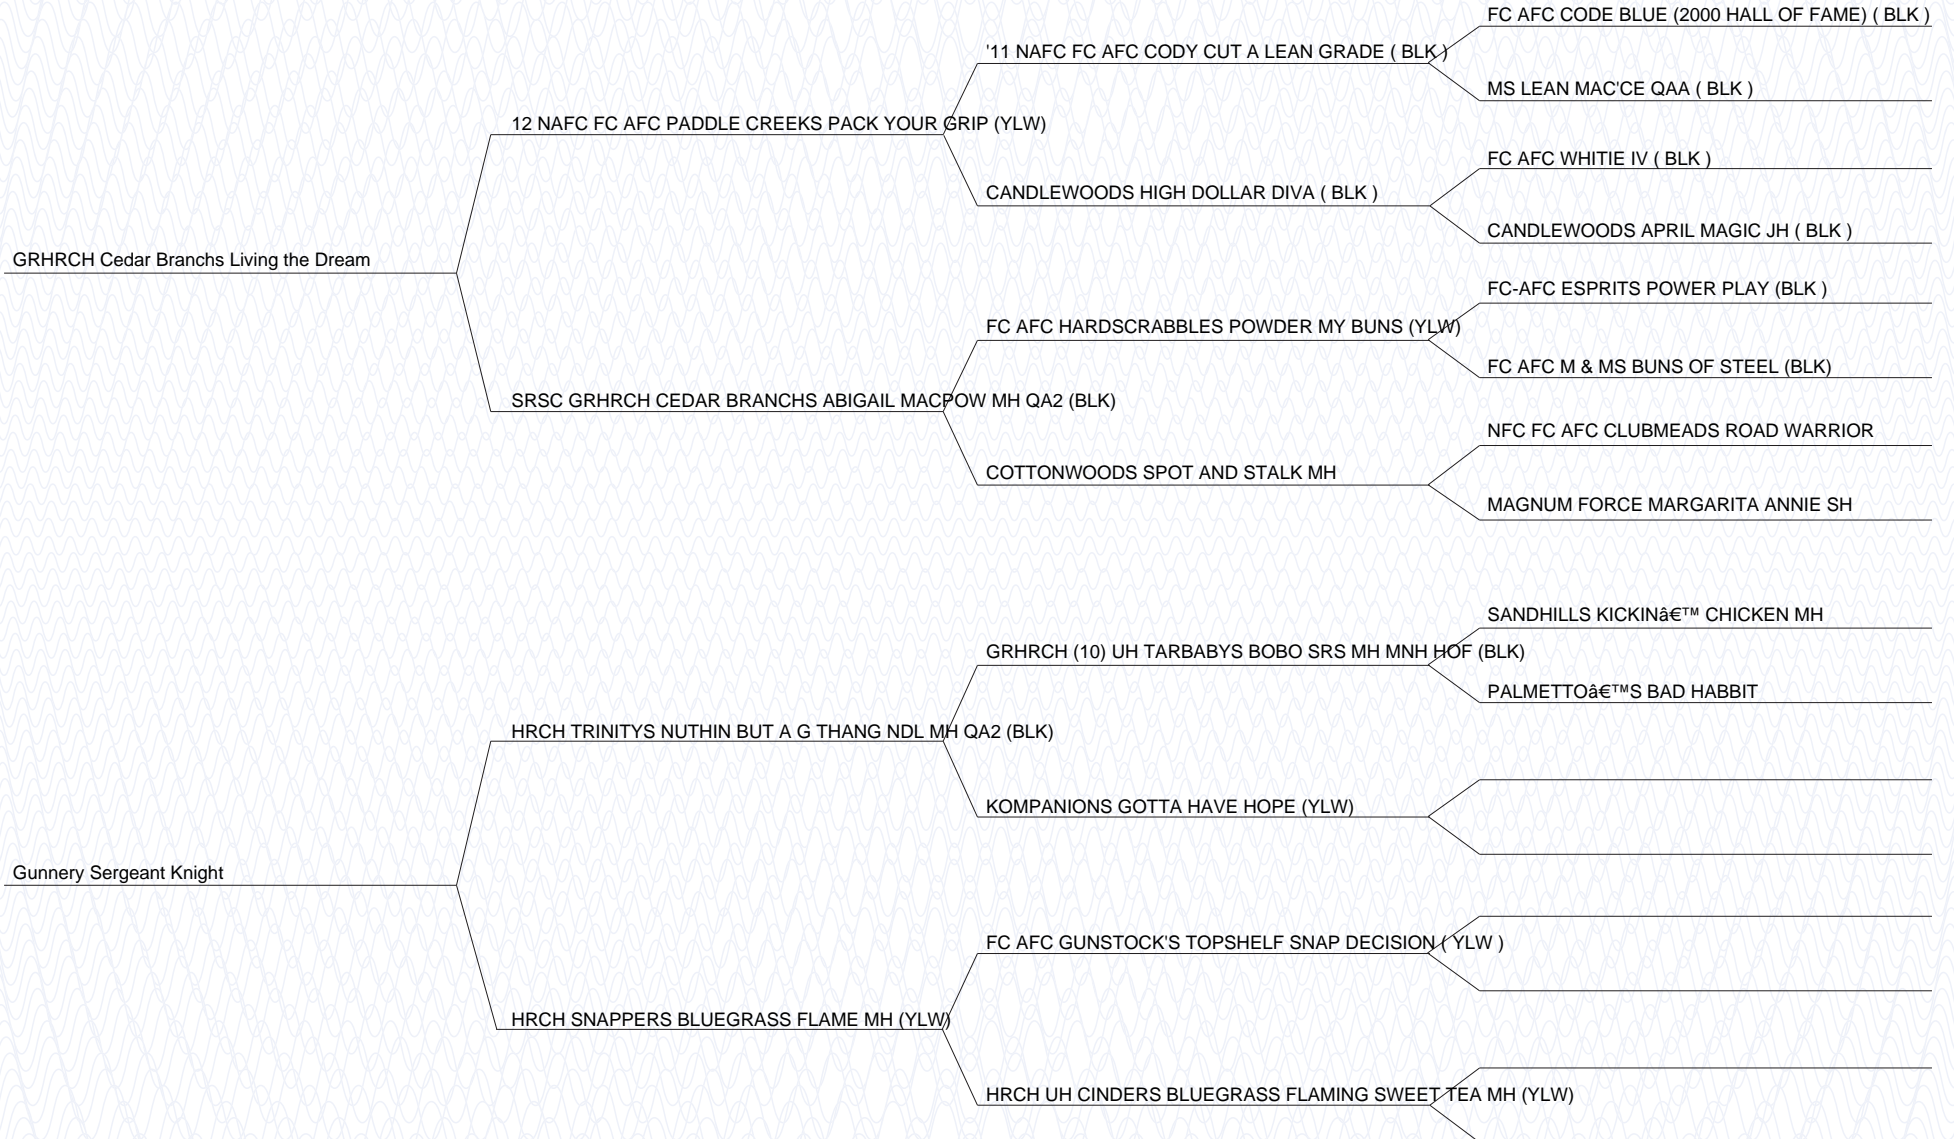 FC AFC CODE BLUE (2000 HALL OF FAME) ( BLK )
'11 NAFC FC AFC CODY CUT A LEAN GRADE ( BLK )
MS LEAN MAC'CE QAA ( BLK )
12 NAFC FC AFC PADDLE CREEKS PACK YOUR GRIP (YLW)
FC AFC WHITIE IV ( BLK )
CANDLEWOODS HIGH DOLLAR DIVA ( BLK )
CANDLEWOODS APRIL MAGIC JH ( BLK )
GRHRCH Cedar Branchs Living the Dream
FC-AFC ESPRITS POWER PLAY (BLK )
FC AFC HARDSCRABBLES POWDER MY BUNS (YLW)
FC AFC M & MS BUNS OF STEEL (BLK)
SRSC GRHRCH CEDAR BRANCHS ABIGAIL MACPOW MH QA2 (BLK)
NFC FC AFC CLUBMEADS ROAD WARRIOR
COTTONWOODS SPOT AND STALK MH
MAGNUM FORCE MARGARITA ANNIE SH
SANDHILLS KICKINâ€™ CHICKEN MH
GRHRCH (10) UH TARBABYS BOBO SRS MH MNH HOF (BLK)
PALMETTOâ€™S BAD HABBIT
HRCH TRINITYS NUTHIN BUT A G THANG NDL MH QA2 (BLK)
KOMPANIONS GOTTA HAVE HOPE (YLW)
Gunnery Sergeant Knight
FC AFC GUNSTOCK'S TOPSHELF SNAP DECISION ( YLW )
HRCH SNAPPERS BLUEGRASS FLAME MH (YLW)
HRCH UH CINDERS BLUEGRASS FLAMING SWEET TEA MH (YLW)